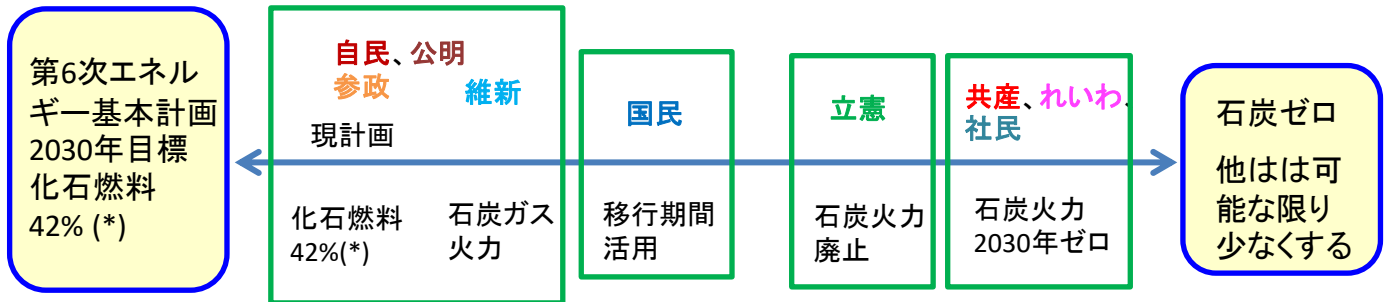 第6次エネル
ギー基本計画
2030年目標
化石燃料
42% (*)
自民、公明
参政
維新
現計画
化石燃料
42%(*)
石炭ガス
火力
国民
移行期間
活用
立憲
石炭火力
廃止
共産、れいわ、
社民
石炭火力
2030年ゼロ
石炭ゼロ
他はは可
能な限り
少なくする